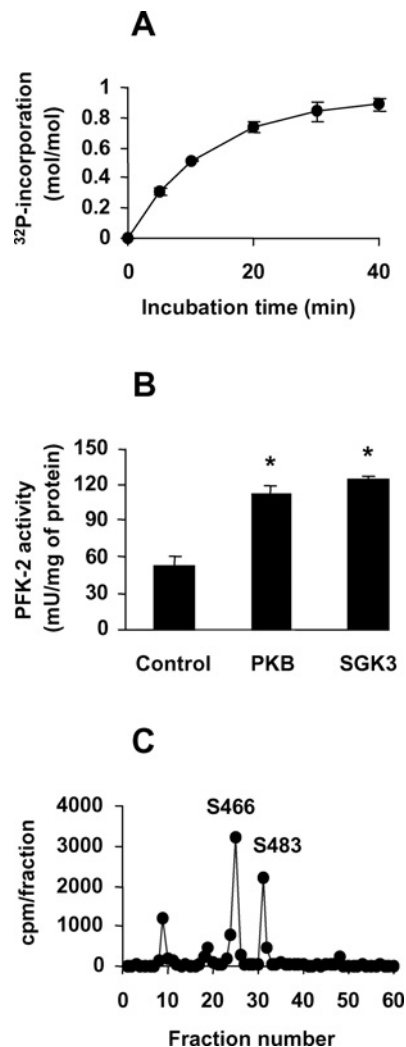 A
³²P-incorporation
(mol/mol)
1
0.8
0.6
0.4
0.2
0
0 20 40
Incubation time (min)
B
PFK-2 activity
(mU/mg of protein)
150
120
90
60
30
0
* *
Control PKB SGK3
C
cpm/fraction
4000
3000
2000
1000
0
S466
S483
0 10 20 30 40 50 60
Fraction number